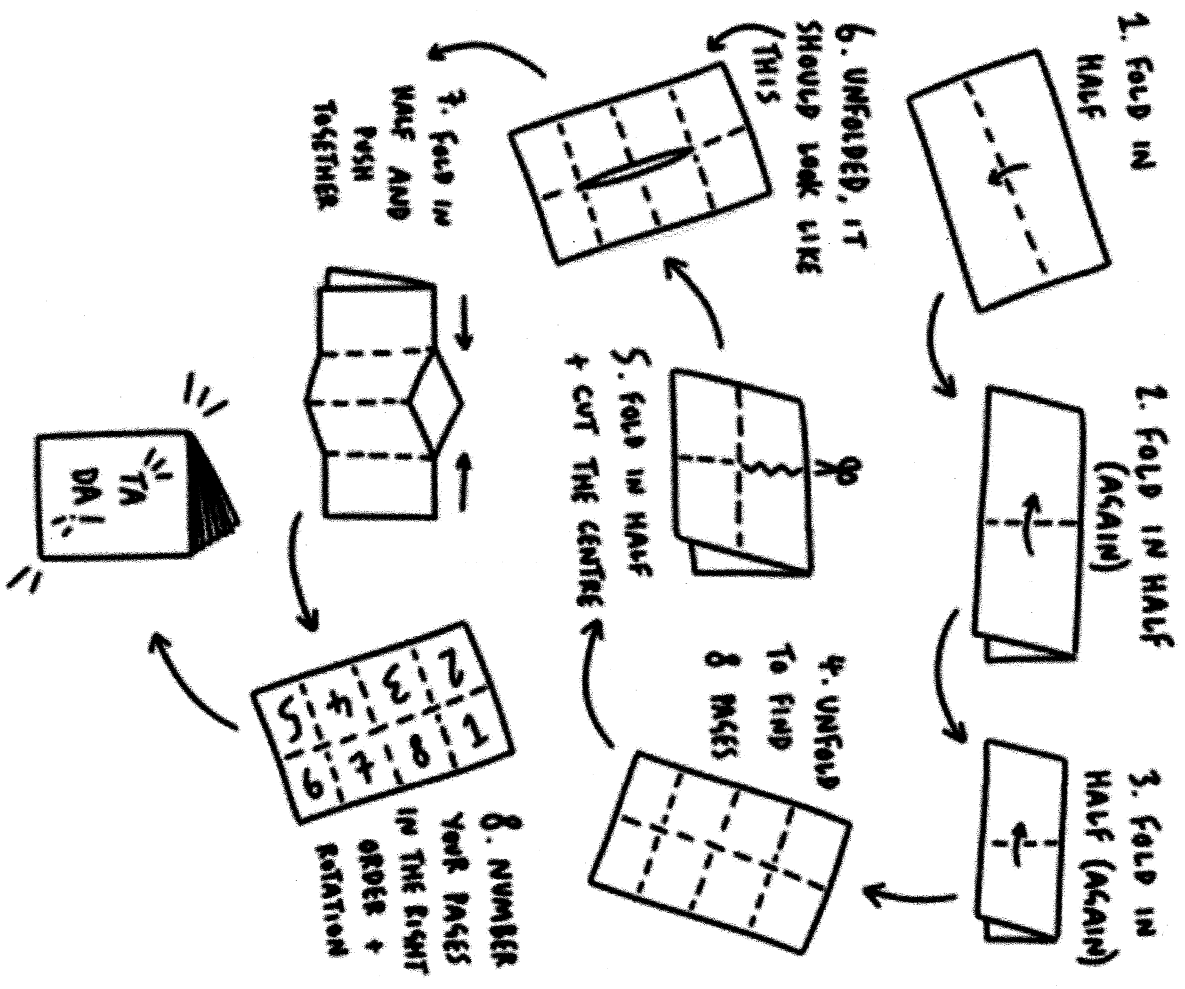 1. FOLD IN
HALF
2. FOLD IN HALF
(AGAIN)
3. FOLD IN
HALF (AGAIN)
4. UNFOLD
TO FIND
8 PAGES
5. FOLD IN HALF
+ CUT THE CENTRE
6. UNFOLDED, IT
SHOULD LOOK LIKE
THIS
7. FOLD IN
HALF AND
PUSH
TOGETHER
8. NUMBER
YOUR PAGES
IN THE RIGHT
ORDER +
ROTATION
1 8 7 6
2 3 4 5
TA
DA!